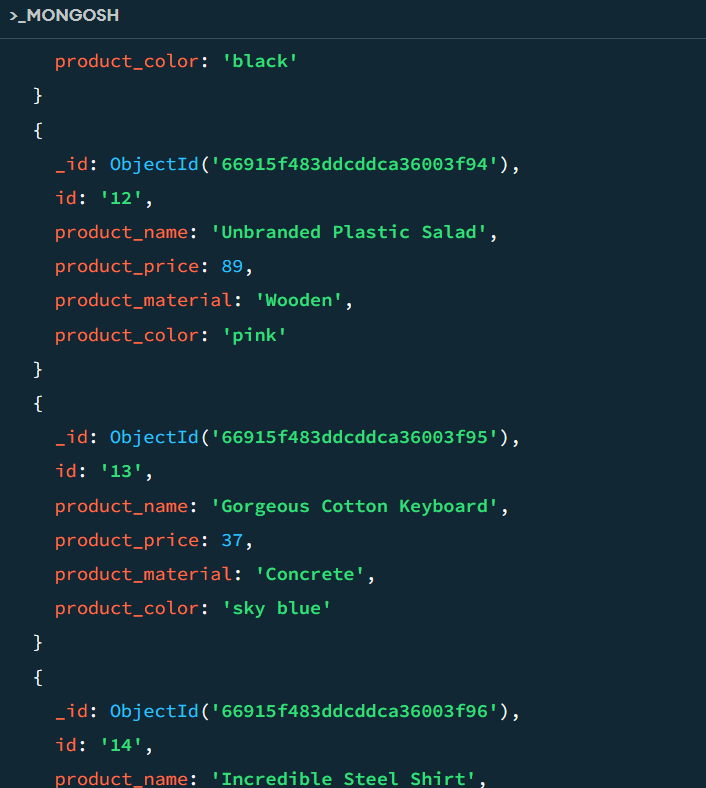 >_MONGOSH
product_color: 'black'
}
{
_id: ObjectId('66915f483ddcddca36003f94'),
id: '12',
product_name: 'Unbranded Plastic Salad',
product_price: 89,
product_material: 'Wooden',
product_color: 'pink'
}
{
_id: ObjectId('66915f483ddcddca36003f95'),
id: '13',
product_name: 'Gorgeous Cotton Keyboard',
product_price: 37,
product_material: 'Concrete',
product_color: 'sky blue'
}
{
_id: ObjectId('66915f483ddcddca36003f96'),
id: '14',
product_name: 'Incredible Steel Shirt',